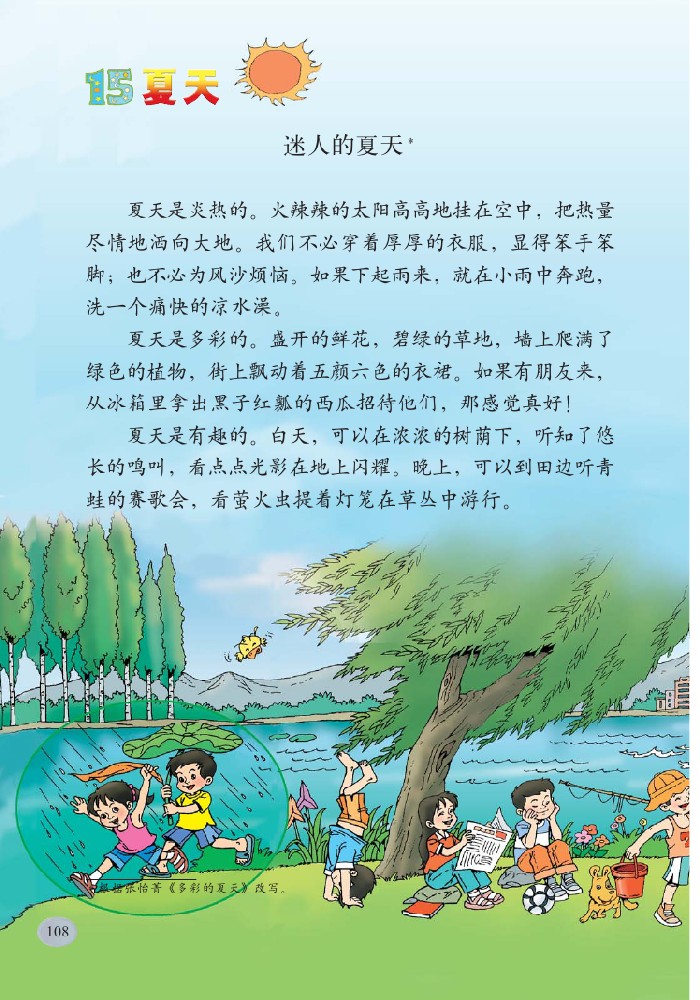 15 夏天
迷人的夏天*
夏天是炎热的。火辣辣的太阳高高地挂在空中，把热量
尽情地洒向大地。我们不必穿着厚厚的衣服，显得笨手笨
脚；也不必为风沙烦恼。如果下起雨来，就在小雨中奔跑，
洗一个痛快的凉水澡。
夏天是多彩的。盛开的鲜花，碧绿的草地，墙上爬满了
绿色的植物，街上飘动着五颜六色的衣裙。如果有朋友来，
从冰箱里拿出黑子红瓤的西瓜招待他们，那感觉真好！
夏天是有趣的。白天，可以在浓浓的树荫下，听知了悠
长的鸣叫，看点点光影在地上闪耀。晚上，可以到田边听青
蛙的赛歌会，看萤火虫提着灯笼在草丛中游行。
根据张怡菁《多彩的夏天》改写。
108